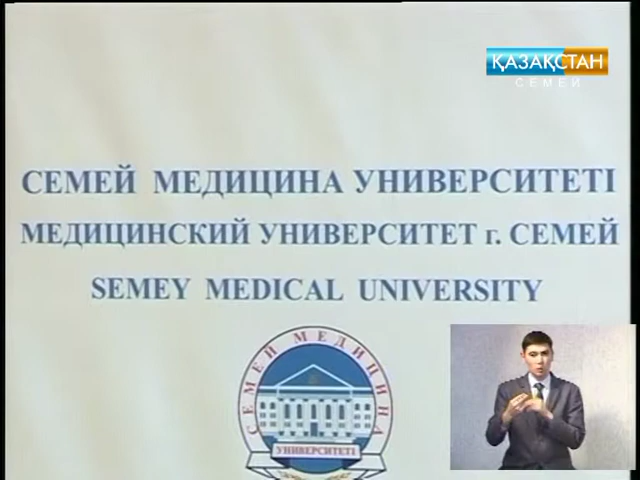 ҚАЗАҚСТАН
СЕМЕЙ
СЕМЕЙ МЕДИЦИНА УНИВЕРСИТЕТІ
МЕДИЦИНСКИЙ УНИВЕРСИТЕТ г. СЕМЕЙ
SEMEY MEDICAL UNIVERSITY
СЕМЕЙ МЕДИЦИНА
УНИВЕРСИТЕТІ